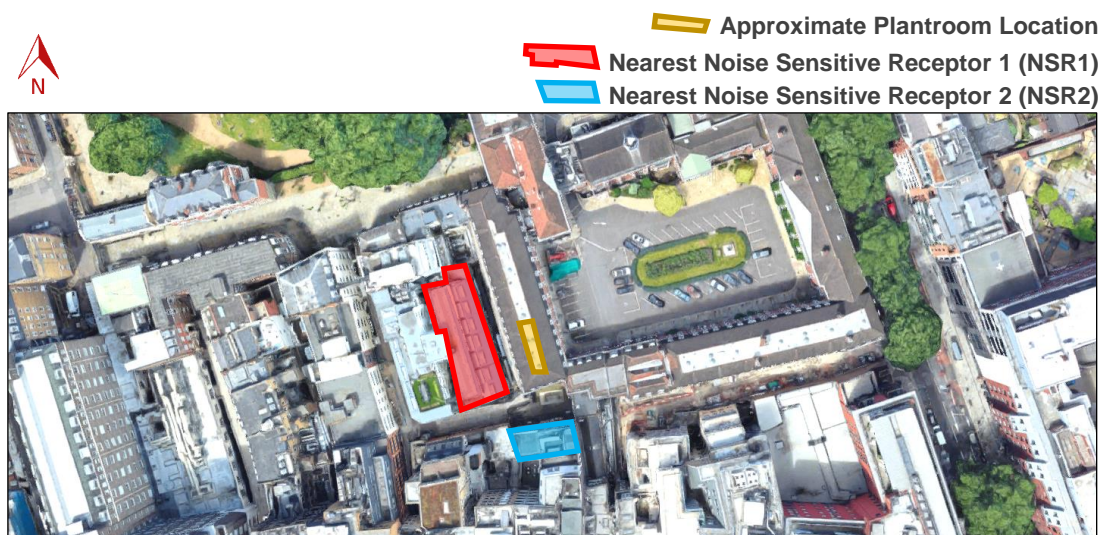 Approximate Plantroom Location
Nearest Noise Sensitive Receptor 1 (NSR1)
N
Nearest Noise Sensitive Receptor 2 (NSR2)